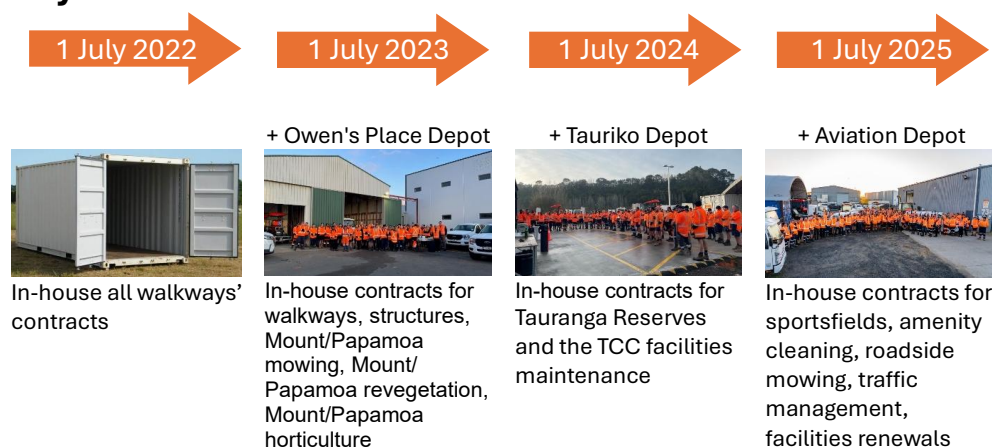 1 July 2022
1 July 2023
1 July 2024
1 July 2025
+ Owen's Place Depot
+ Tauriko Depot
+ Aviation Depot
In-house all walkways’
contracts
In-house contracts for
walkways, structures,
Mount/Papamoa
mowing, Mount/
Papamoa revegetation,
Mount/Papamoa
horticulture
In-house contracts for
Tauranga Reserves
and the TCC facilities
maintenance
In-house contracts for
sportsfields, amenity
cleaning, roadside
mowing, traffic
management,
facilities renewals